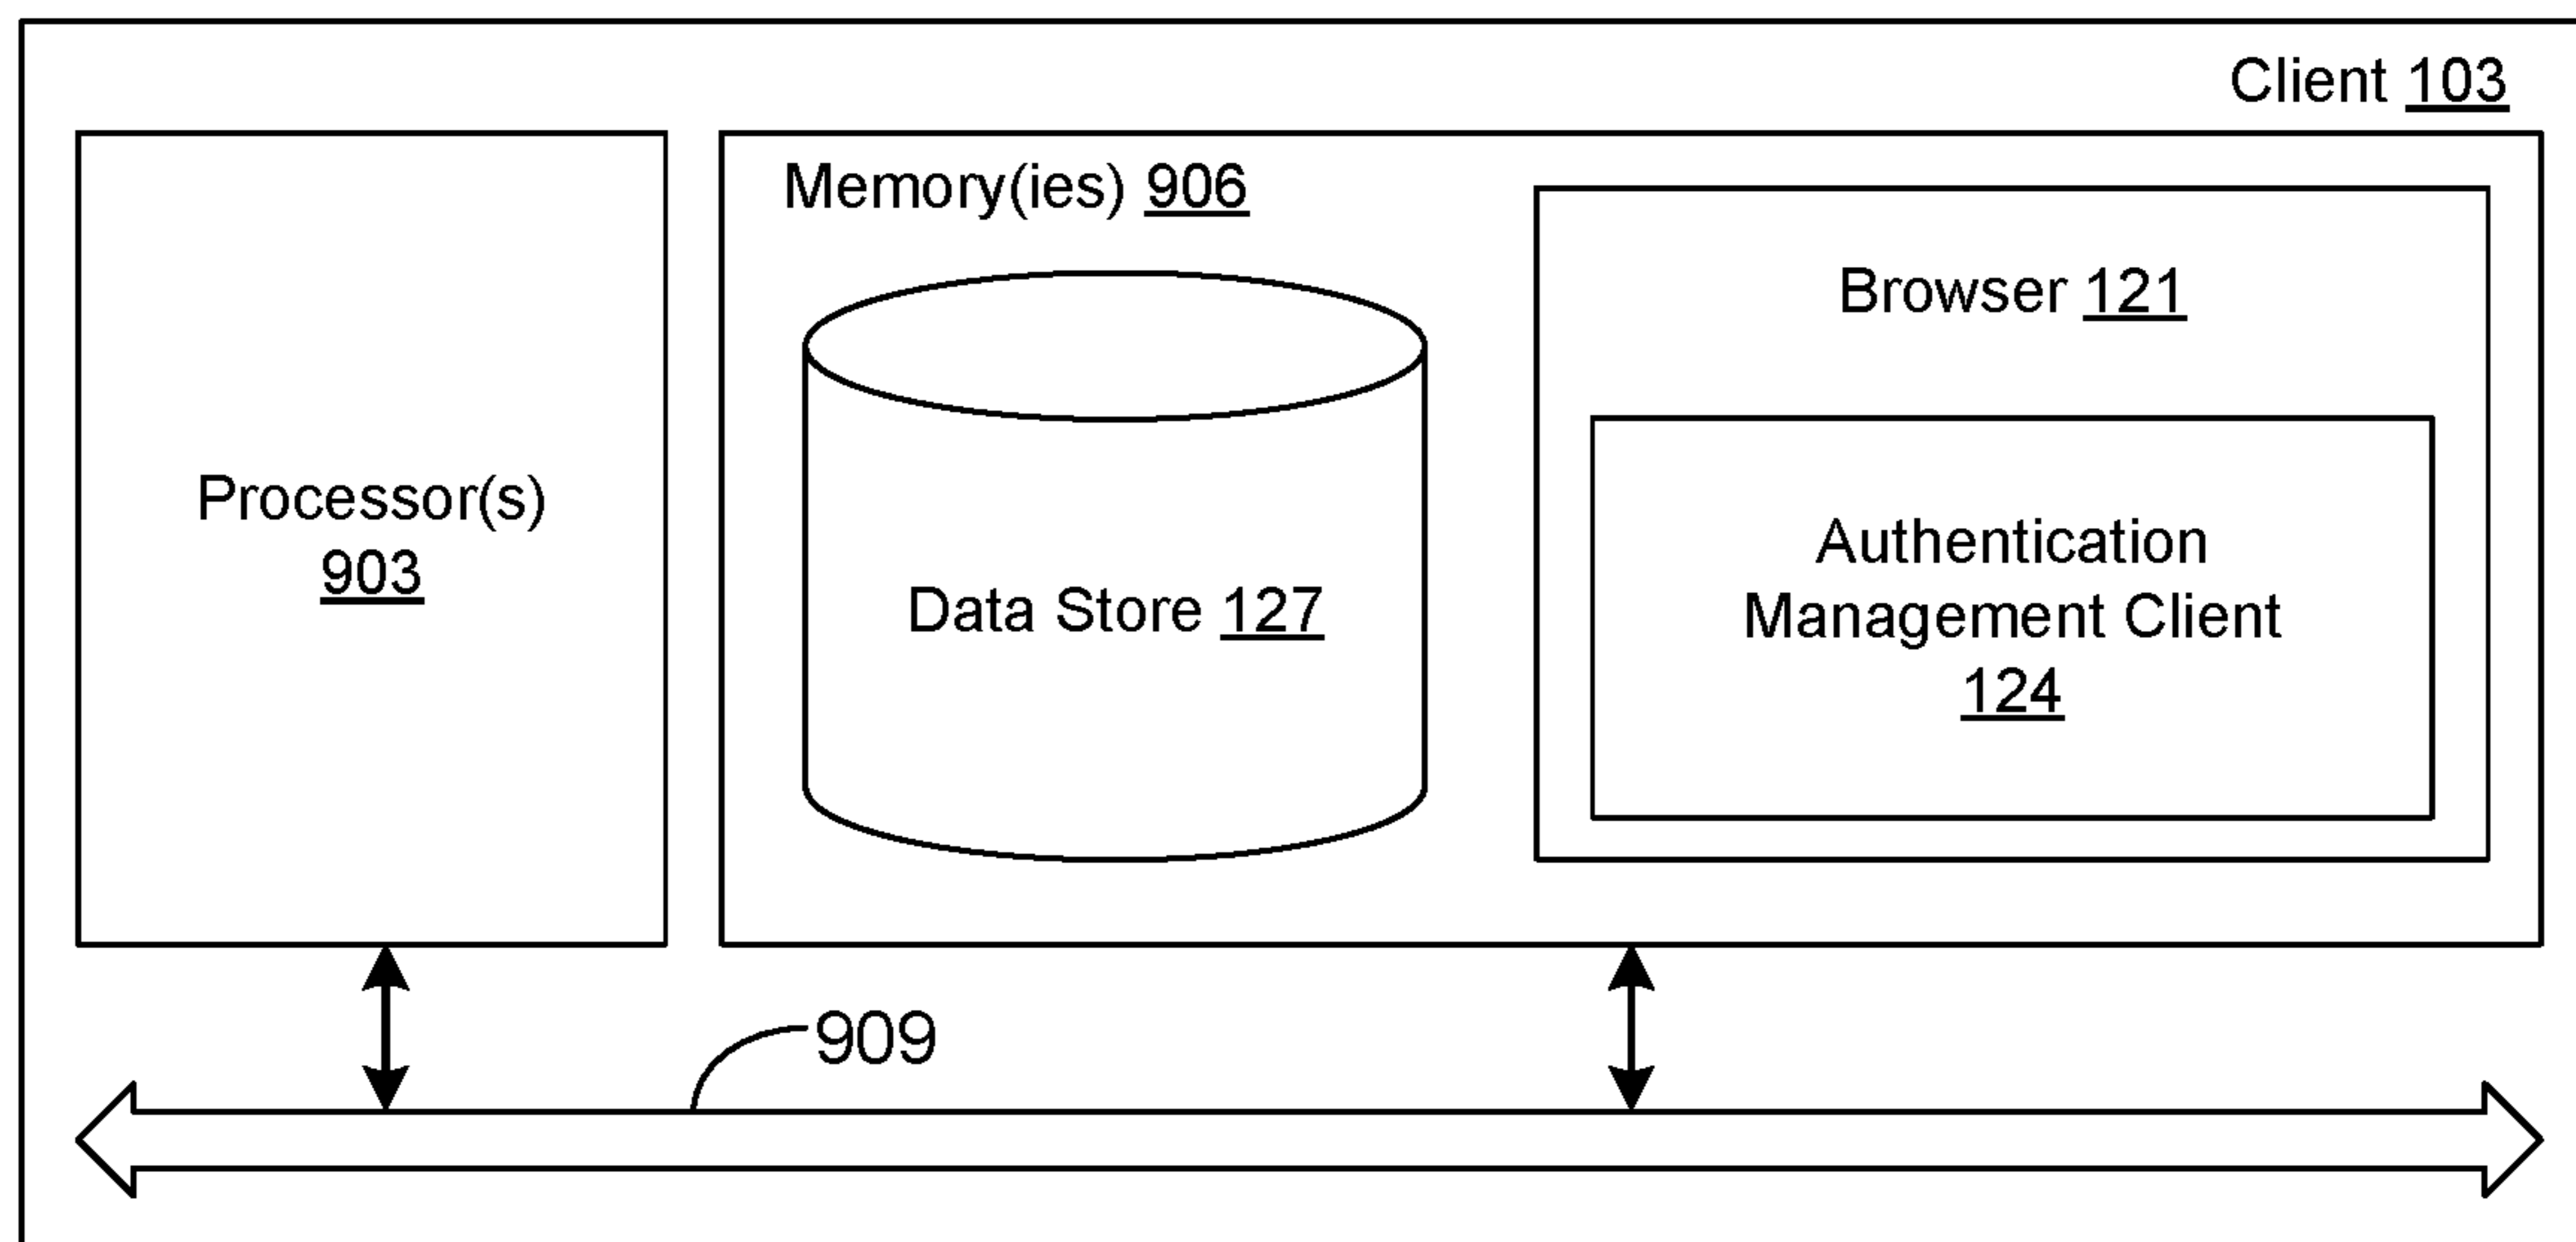 Client 103
Memory(ies) 906
Browser 121
Processor(s)
903
Data Store 127
Authentication
Management Client
124
909